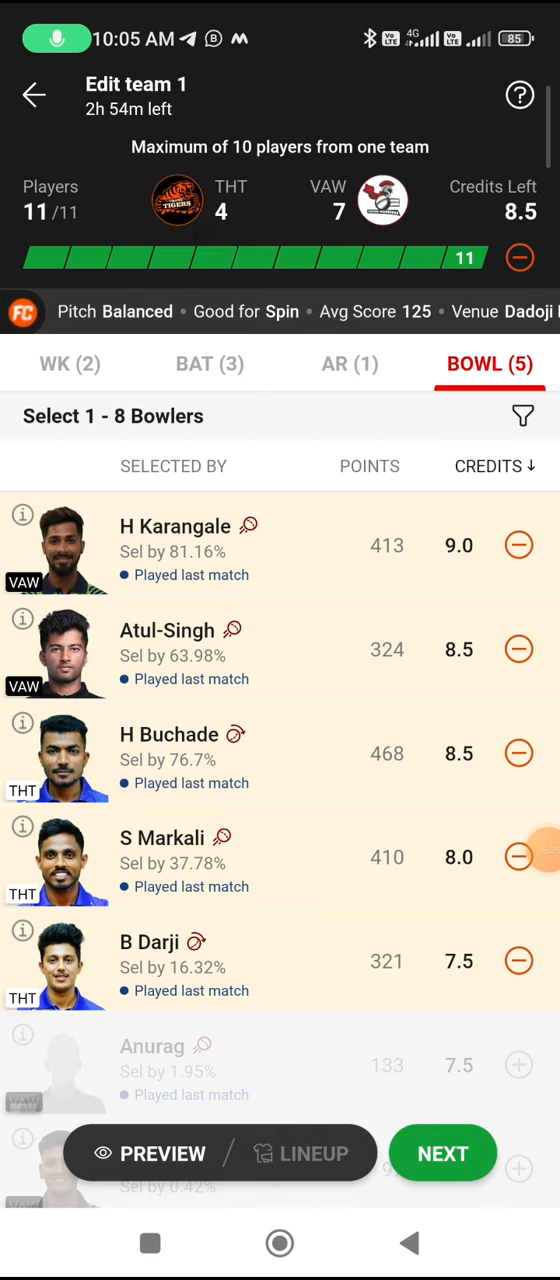 10:05 AM
4G
Vo LTE
Vo LTE
85
Edit team 1
2h 54m left
Maximum of 10 players from one team
Players
11 /11
TIGERS
THT
4
VAW
7
Credits Left
8.5
11
FC
Pitch Balanced • Good for Spin • Avg Score 125 • Venue Dadoji
WK (2)
BAT (3)
AR (1)
BOWL (5)
Select 1 - 8 Bowlers
SELECTED BY
POINTS
CREDITS ↓
H Karangale
Sel by 81.16%
Played last match
VAW
413
9.0
Atul-Singh
Sel by 63.98%
Played last match
VAW
324
8.5
H Buchade
Sel by 76.7%
Played last match
THT
468
8.5
S Markali
Sel by 37.78%
Played last match
THT
410
8.0
B Darji
Sel by 16.32%
Played last match
THT
321
7.5
Anurag
Sel by 1.95%
Played last match
133
7.5
PREVIEW / LINEUP
NEXT
Sel by 0.42%